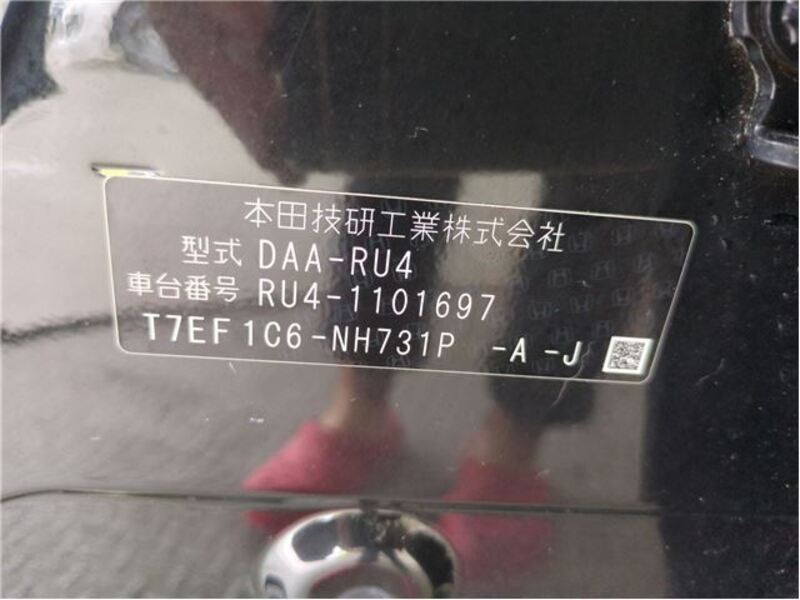 本田技研工業株式会社
型式 DAA-RU4
車台番号 RU4-1101697
T7EF1C6-NH731P -A -J